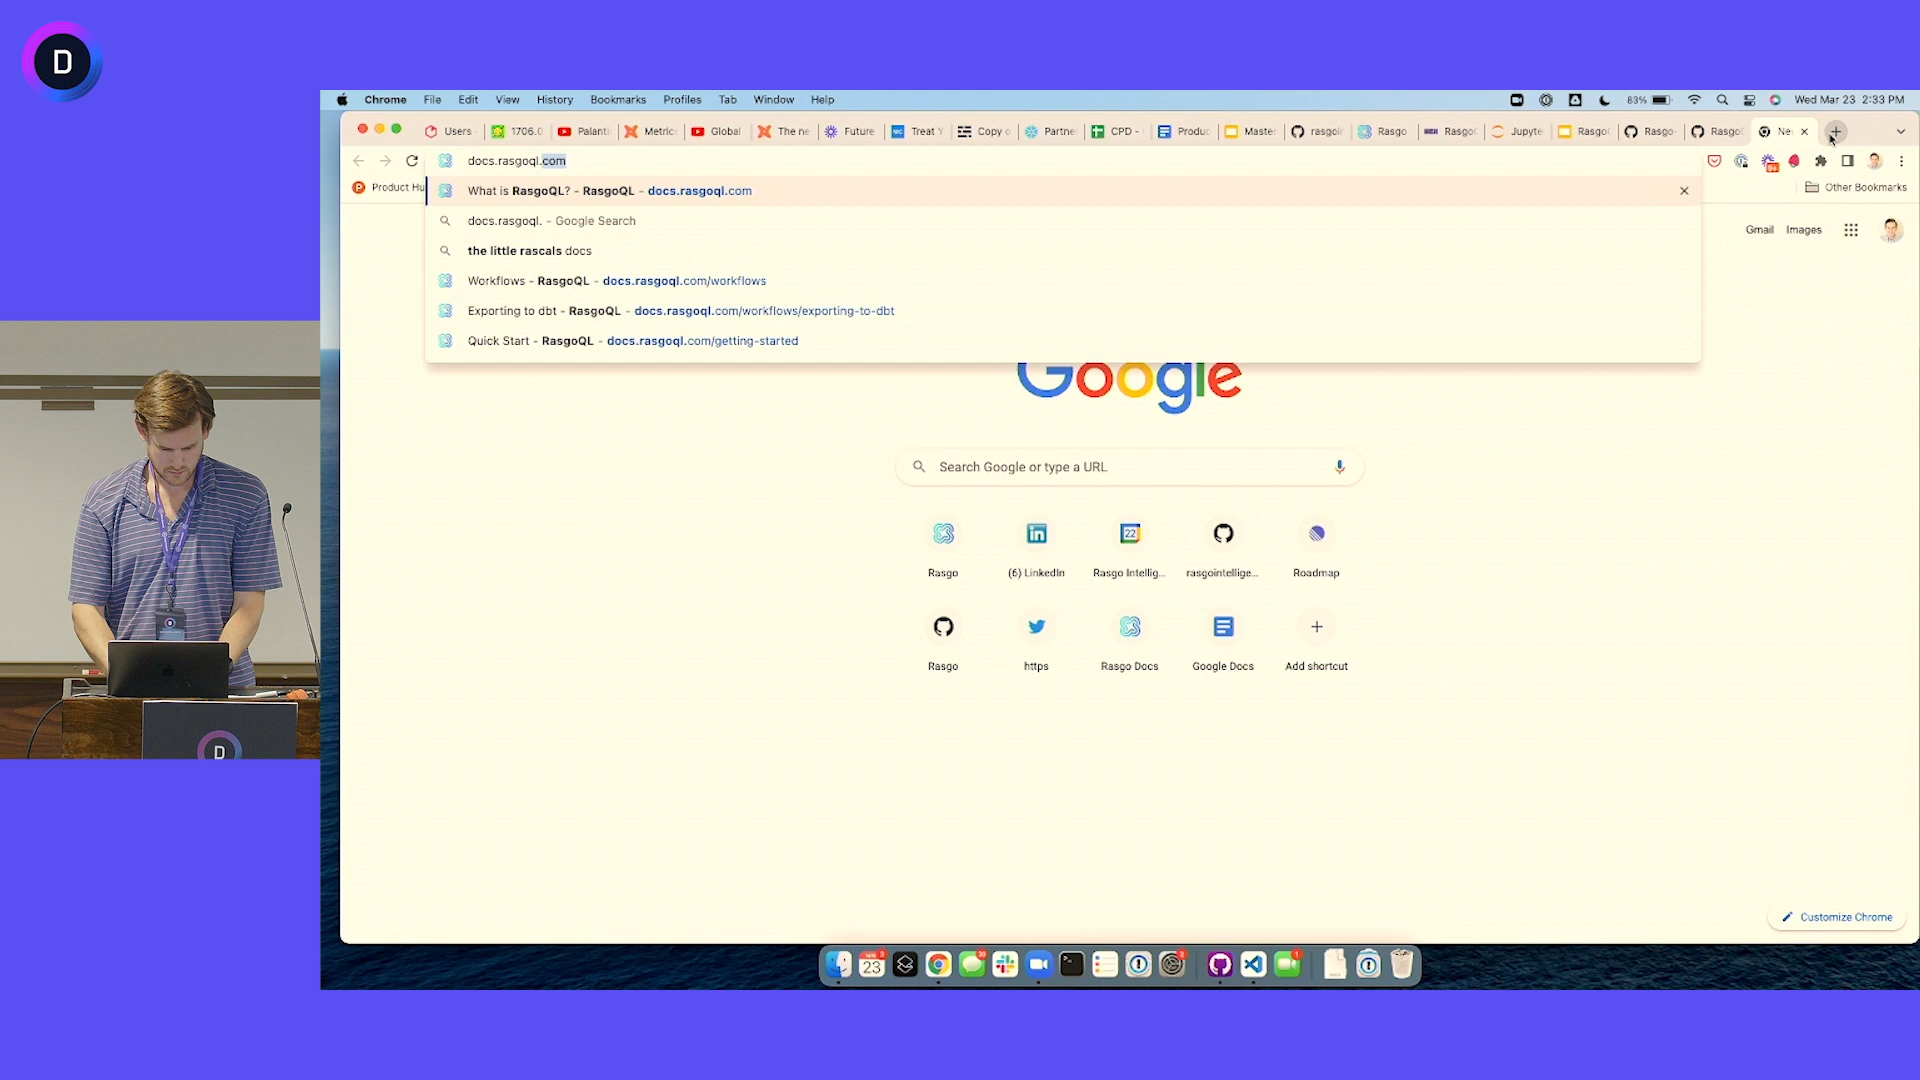 D
Chrome File Edit View History Bookmarks Profiles Tab Window Help
83% Wed Mar 23 2:33 PM
Users 1706.0 Palanti Metric Global The ne Future Treat Y Copy o Partne CPD - Produc Master rasgoin Rasgo RasgoQ Jupyte RasgoQ Rasgo- RasgoQ Ne
docs.rasgoql.com
Product Hu
Other Bookmarks
What is RasgoQL? - RasgoQL - docs.rasgoql.com
docs.rasgoql. - Google Search
the little rascals docs
Workflows - RasgoQL - docs.rasgoql.com/workflows
Exporting to dbt - RasgoQL - docs.rasgoql.com/workflows/exporting-to-dbt
Quick Start - RasgoQL - docs.rasgoql.com/getting-started
Gmail Images
Google
Search Google or type a URL
22
Rasgo (6) LinkedIn Rasgo Intellig... rasgointellige... Roadmap
Rasgo https Rasgo Docs Google Docs Add shortcut
Customize Chrome
23
D